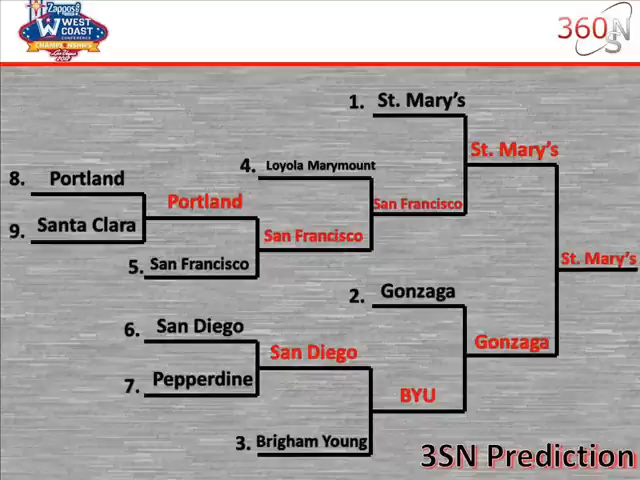 Zappos.com
WEST
COAST
CONFERENCE
CHAMPIONSHIPS
360
N
S
1. St. Mary's
St. Mary's
4. Loyola Marymount
8. Portland
Portland
San Francisco
9. Santa Clara
San Francisco
5. San Francisco
St. Mary's
2. Gonzaga
6. San Diego
San Diego
Gonzaga
7. Pepperdine
BYU
3. Brigham Young
3SN Prediction